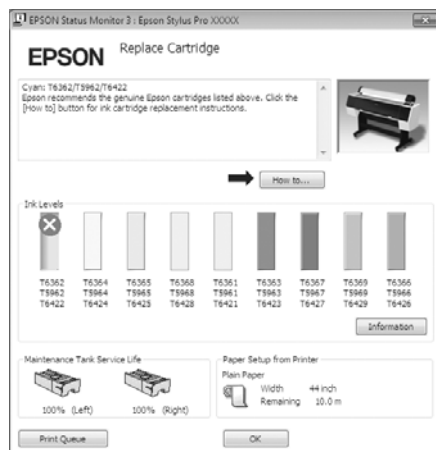 EPSON Status Monitor 3 : Epson Stylus Pro XXXXX
EPSON
Replace Cartridge
Cyan: T6362/T5962/T6422
Epson recommends the genuine Epson cartridges listed above. Click the
[How to] button for ink cartridge replacement instructions.
How to...
Ink Levels
T6362 T6364 T6365 T6368 T6361 T6363 T6367 T6369 T6366
T5962 T5964 T5965 T5968 T5961 T5963 T5967 T5969 T5966
T6422 T6424 T6425 T6428 T6421 T6423 T6427 T6429 T6426
Information
Maintenance Tank Service Life
100% (Left) 100% (Right)
Paper Setup from Printer
Plain Paper
Width 44 inch
Remaining 10.0 m
Print Queue
OK